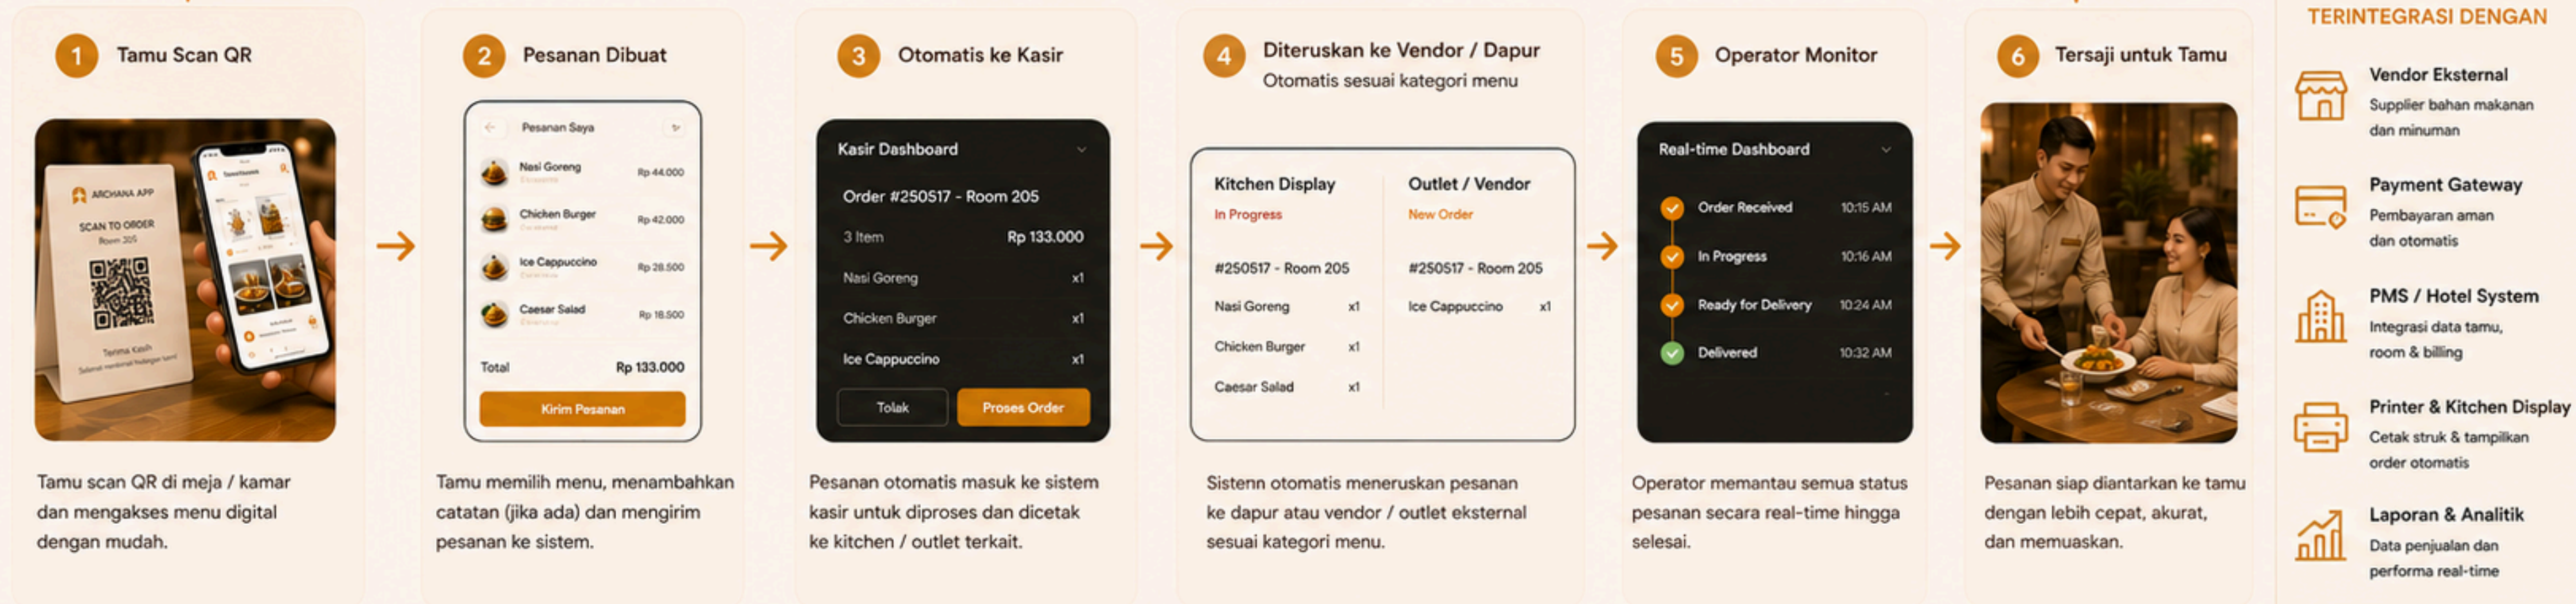 1 Tamu Scan QR
ARCHANA APP
SCAN TO ORDER
Room 205
Terima Kasih
Tamu scan QR di meja / kamar
dan mengakses menu digital
dengan mudah.
2 Pesanan Dibuat
Pesanan Saya
Nasi Goreng Rp 44.000
Chicken Burger Rp 42.000
Ice Cappuccino Rp 28.500
Caesar Salad Rp 18.500
Total Rp 133.000
Kirim Pesanan
Tamu memilih menu, menambahkan
catatan (jika ada) dan mengirim
pesanan ke sistem.
3 Otomatis ke Kasir
Kasir Dashboard
Order #250517 - Room 205
3 Item Rp 133.000
Nasi Goreng x1
Chicken Burger x1
Ice Cappuccino x1
Tolak Proses Order
Pesanan otomatis masuk ke sistem
kasir untuk diproses dan dicetak
ke kitchen / outlet terkait.
4 Diteruskan ke Vendor / Dapur
Otomatis sesuai kategori menu
Kitchen Display
In Progress
#250517 - Room 205
Nasi Goreng x1
Chicken Burger x1
Caesar Salad x1
Outlet / Vendor
New Order
#250517 - Room 205
Ice Cappuccino x1
Sistenn otomatis meneruskan pesanan
ke dapur atau vendor / outlet eksternal
sesuai kategori menu.
5 Operator Monitor
Real-time Dashboard
Order Received 10:15 AM
In Progress 10:16 AM
Ready for Delivery 10:24 AM
Delivered 10:32 AM
Operator memantau semua status
pesanan secara real-time hingga
selesai.
6 Tersaji untuk Tamu
Pesanan siap diantarkan ke tamu
dengan lebih cepat, akurat,
dan memuaskan.
TERINTEGRASI DENGAN
Vendor Eksternal
Supplier bahan makanan
dan minuman
Payment Gateway
Pembayaran aman
dan otomatis
PMS / Hotel System
Integrasi data tamu,
room & billing
Printer & Kitchen Display
Cetak struk & tampilkan
order otomatis
Laporan & Analitik
Data penjualan dan
performa real-time